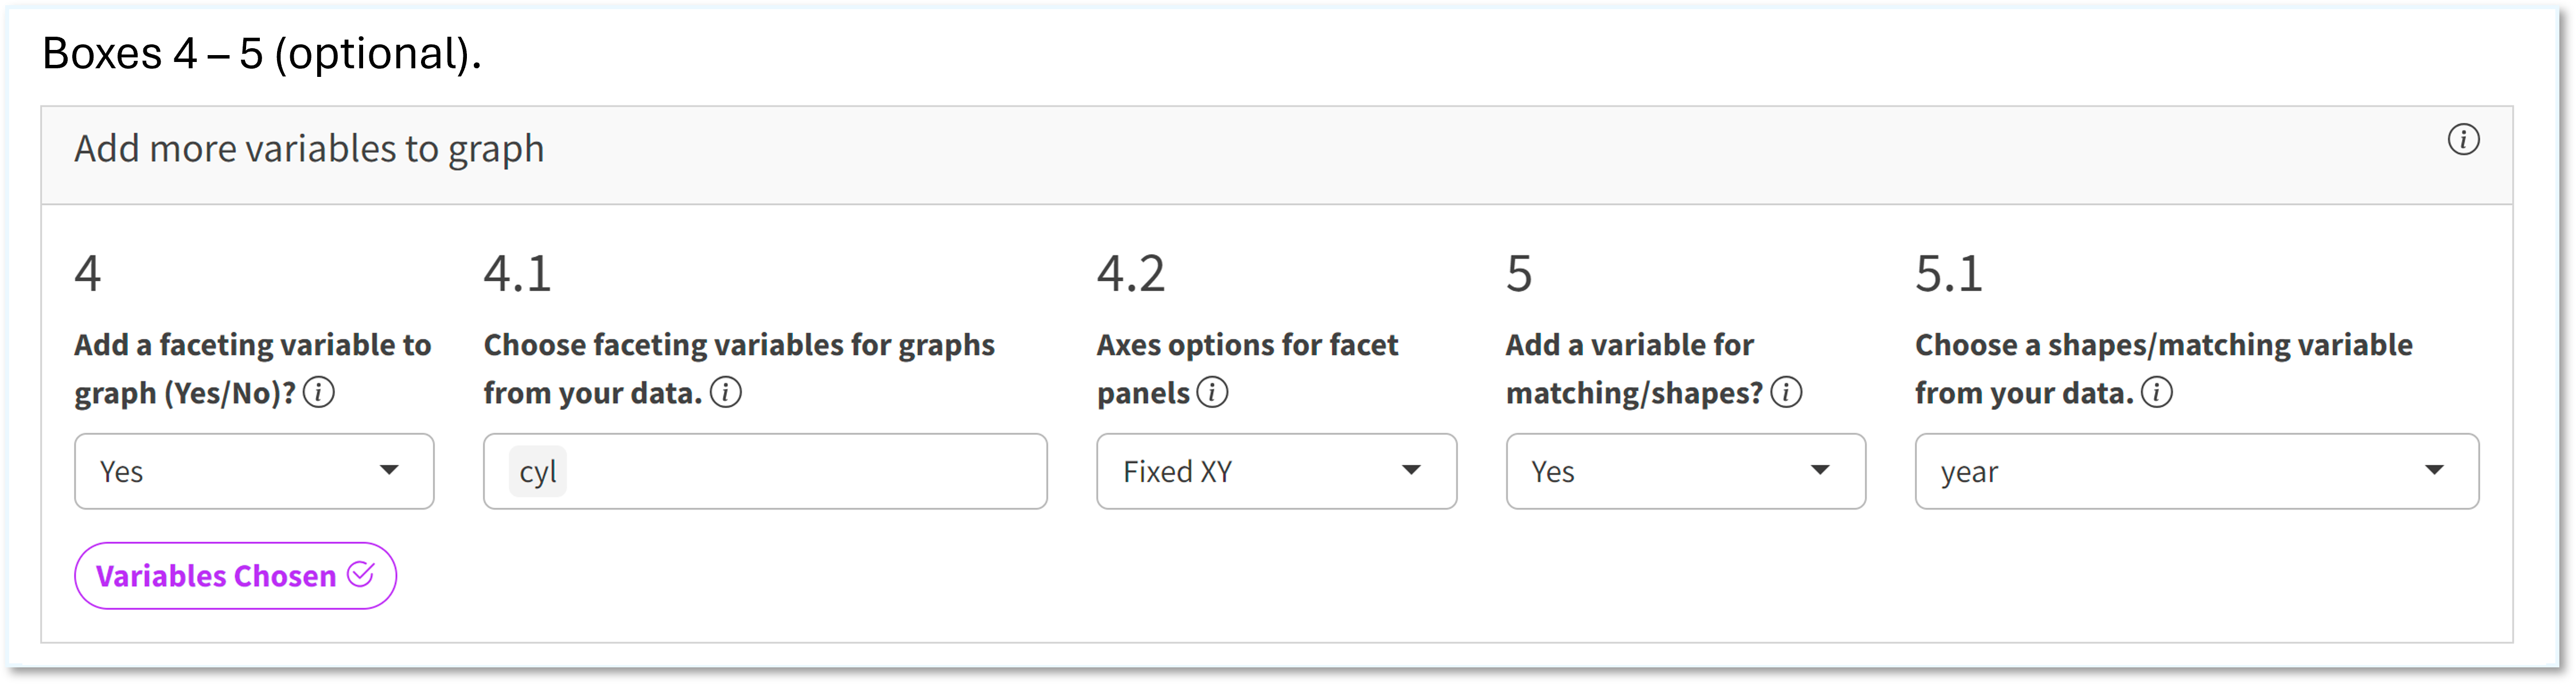 Boxes 4 – 5 (optional).
Add more variables to graph
4
Add a faceting variable to
graph (Yes/No)?
Yes
4.1
Choose faceting variables for graphs
from your data.
cyl
4.2
Axes options for facet
panels
Fixed XY
5
Add a variable for
matching/shapes?
Yes
5.1
Choose a shapes/matching variable
from your data.
year
Variables Chosen